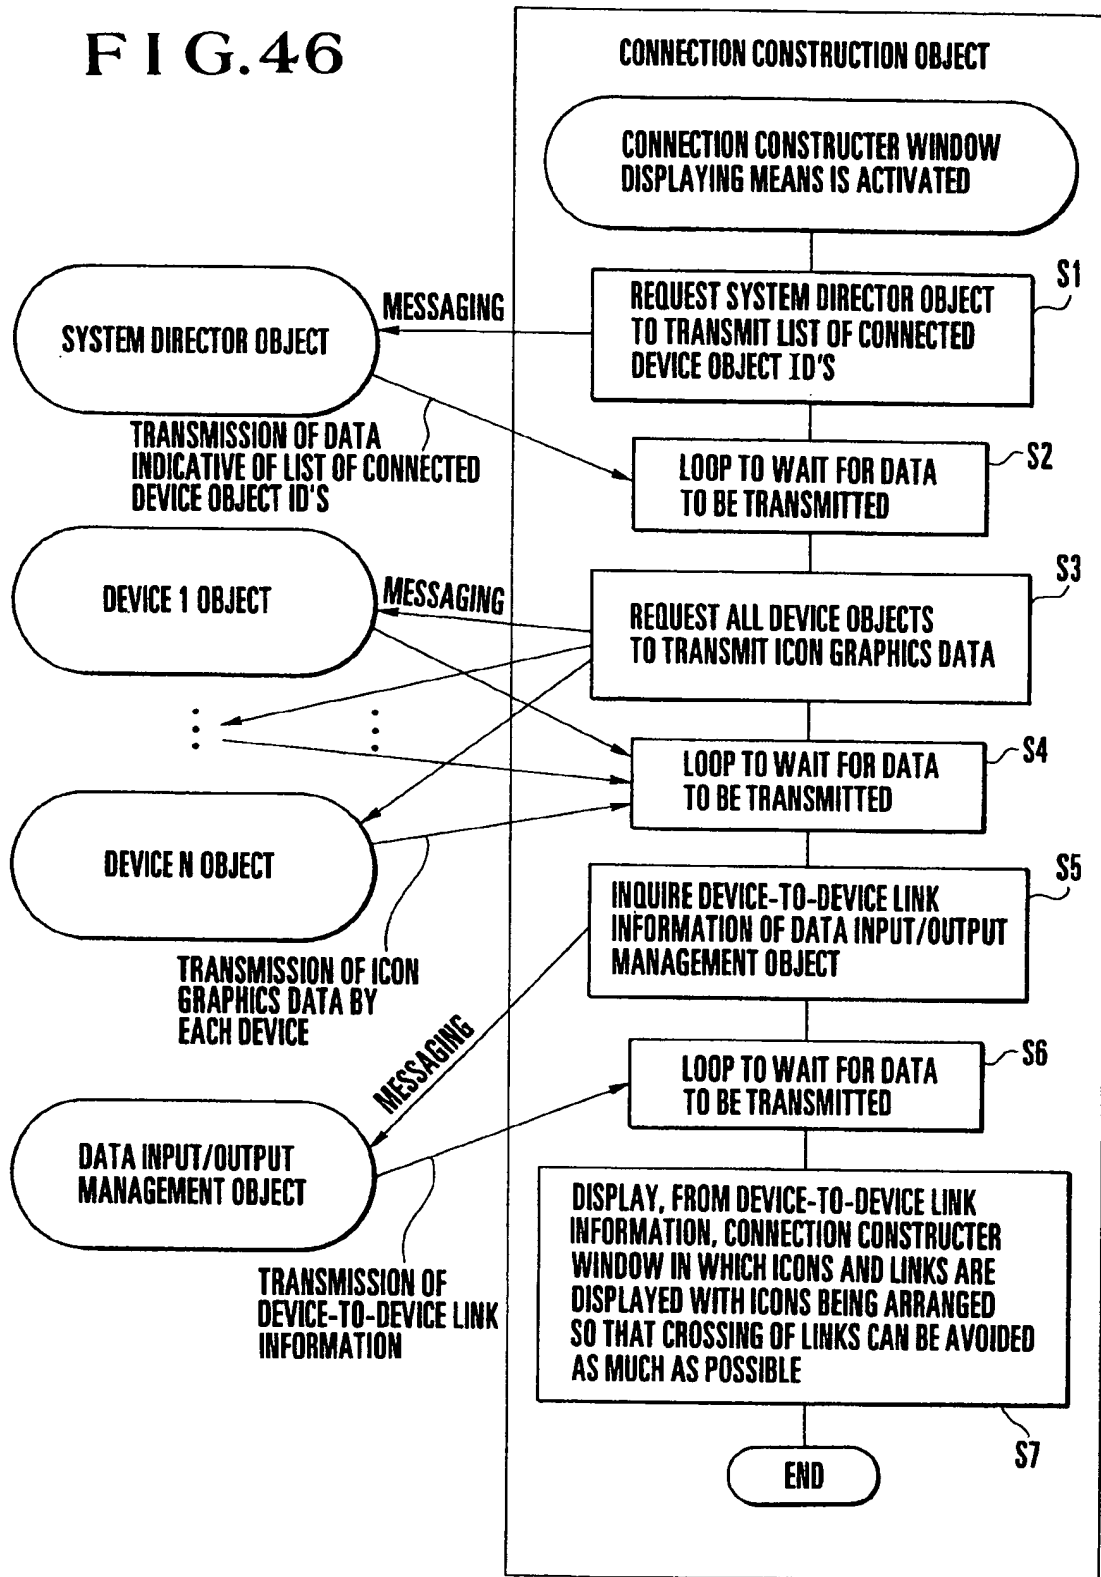 FIG.46
CONNECTION CONSTRUCTION OBJECT
CONNECTION CONSTRUCTER WINDOW
DISPLAYING MEANS IS ACTIVATED
S1
REQUEST SYSTEM DIRECTOR OBJECT
TO TRANSMIT LIST OF CONNECTED
DEVICE OBJECT ID'S
MESSAGING
SYSTEM DIRECTOR OBJECT
TRANSMISSION OF DATA
INDICATIVE OF LIST OF CONNECTED
DEVICE OBJECT ID'S
S2
LOOP TO WAIT FOR DATA
TO BE TRANSMITTED
S3
REQUEST ALL DEVICE OBJECTS
TO TRANSMIT ICON GRAPHICS DATA
MESSAGING
DEVICE 1 OBJECT
S4
LOOP TO WAIT FOR DATA
TO BE TRANSMITTED
DEVICE N OBJECT
TRANSMISSION OF ICON
GRAPHICS DATA BY
EACH DEVICE
S5
INQUIRE DEVICE-TO-DEVICE LINK
INFORMATION OF DATA INPUT/OUTPUT
MANAGEMENT OBJECT
MESSAGING
S6
LOOP TO WAIT FOR DATA
TO BE TRANSMITTED
DATA INPUT/OUTPUT
MANAGEMENT OBJECT
TRANSMISSION OF
DEVICE-TO-DEVICE LINK
INFORMATION
DISPLAY, FROM DEVICE-TO-DEVICE LINK
INFORMATION, CONNECTION CONSTRUCTER
WINDOW IN WHICH ICONS AND LINKS ARE
DISPLAYED WITH ICONS BEING ARRANGED
SO THAT CROSSING OF LINKS CAN BE AVOIDED
AS MUCH AS POSSIBLE
S7
END